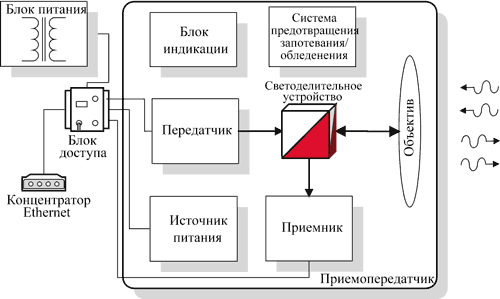 Блок питания
Блок
индикации
Система
предотвращения
запотевания/
обледенения
Светоделительное
устройство
Передатчик
Объектив
Блок
доступа
Концентратор
Ethernet
Источник
питания
Приемник
Приемопередатчик